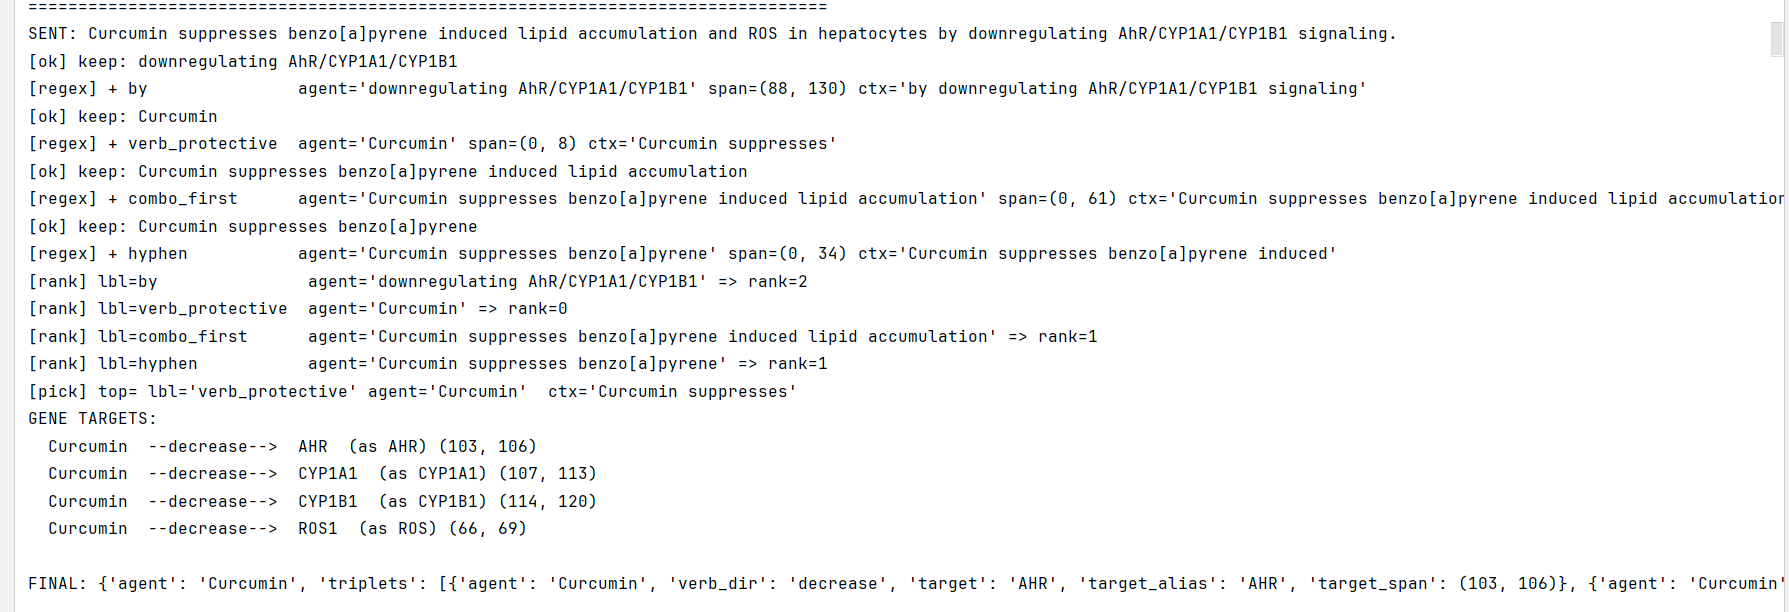 ================================================================================
SENT: Curcumin suppresses benzo[a]pyrene induced lipid accumulation and ROS in hepatocytes by downregulating AhR/CYP1A1/CYP1B1 signaling.
[ok] keep: downregulating AhR/CYP1A1/CYP1B1
[regex] + by               agent='downregulating AhR/CYP1A1/CYP1B1' span=(88, 130) ctx='by downregulating AhR/CYP1A1/CYP1B1 signaling'
[ok] keep: Curcumin
[regex] + verb_protective  agent='Curcumin' span=(0, 8) ctx='Curcumin suppresses'
[ok] keep: Curcumin suppresses benzo[a]pyrene induced lipid accumulation
[regex] + combo_first      agent='Curcumin suppresses benzo[a]pyrene induced lipid accumulation' span=(0, 61) ctx='Curcumin suppresses benzo[a]pyrene induced lipid accumulation
[ok] keep: Curcumin suppresses benzo[a]pyrene
[regex] + hyphen           agent='Curcumin suppresses benzo[a]pyrene' span=(0, 34) ctx='Curcumin suppresses benzo[a]pyrene induced'
[rank] lbl=by               agent='downregulating AhR/CYP1A1/CYP1B1' => rank=2
[rank] lbl=verb_protective  agent='Curcumin' => rank=0
[rank] lbl=combo_first      agent='Curcumin suppresses benzo[a]pyrene induced lipid accumulation' => rank=1
[rank] lbl=hyphen           agent='Curcumin suppresses benzo[a]pyrene' => rank=1
[pick] top= lbl='verb_protective' agent='Curcumin'  ctx='Curcumin suppresses'
GENE TARGETS:
  Curcumin  --decrease-->  AHR  (as AHR) (103, 106)
  Curcumin  --decrease-->  CYP1A1  (as CYP1A1) (107, 113)
  Curcumin  --decrease-->  CYP1B1  (as CYP1B1) (114, 120)
  Curcumin  --decrease-->  ROS1  (as ROS) (66, 69)
FINAL: {'agent': 'Curcumin', 'triplets': [{'agent': 'Curcumin', 'verb_dir': 'decrease', 'target': 'AHR', 'target_alias': 'AHR', 'target_span': (103, 106)}, {'agent': 'Curcumin'